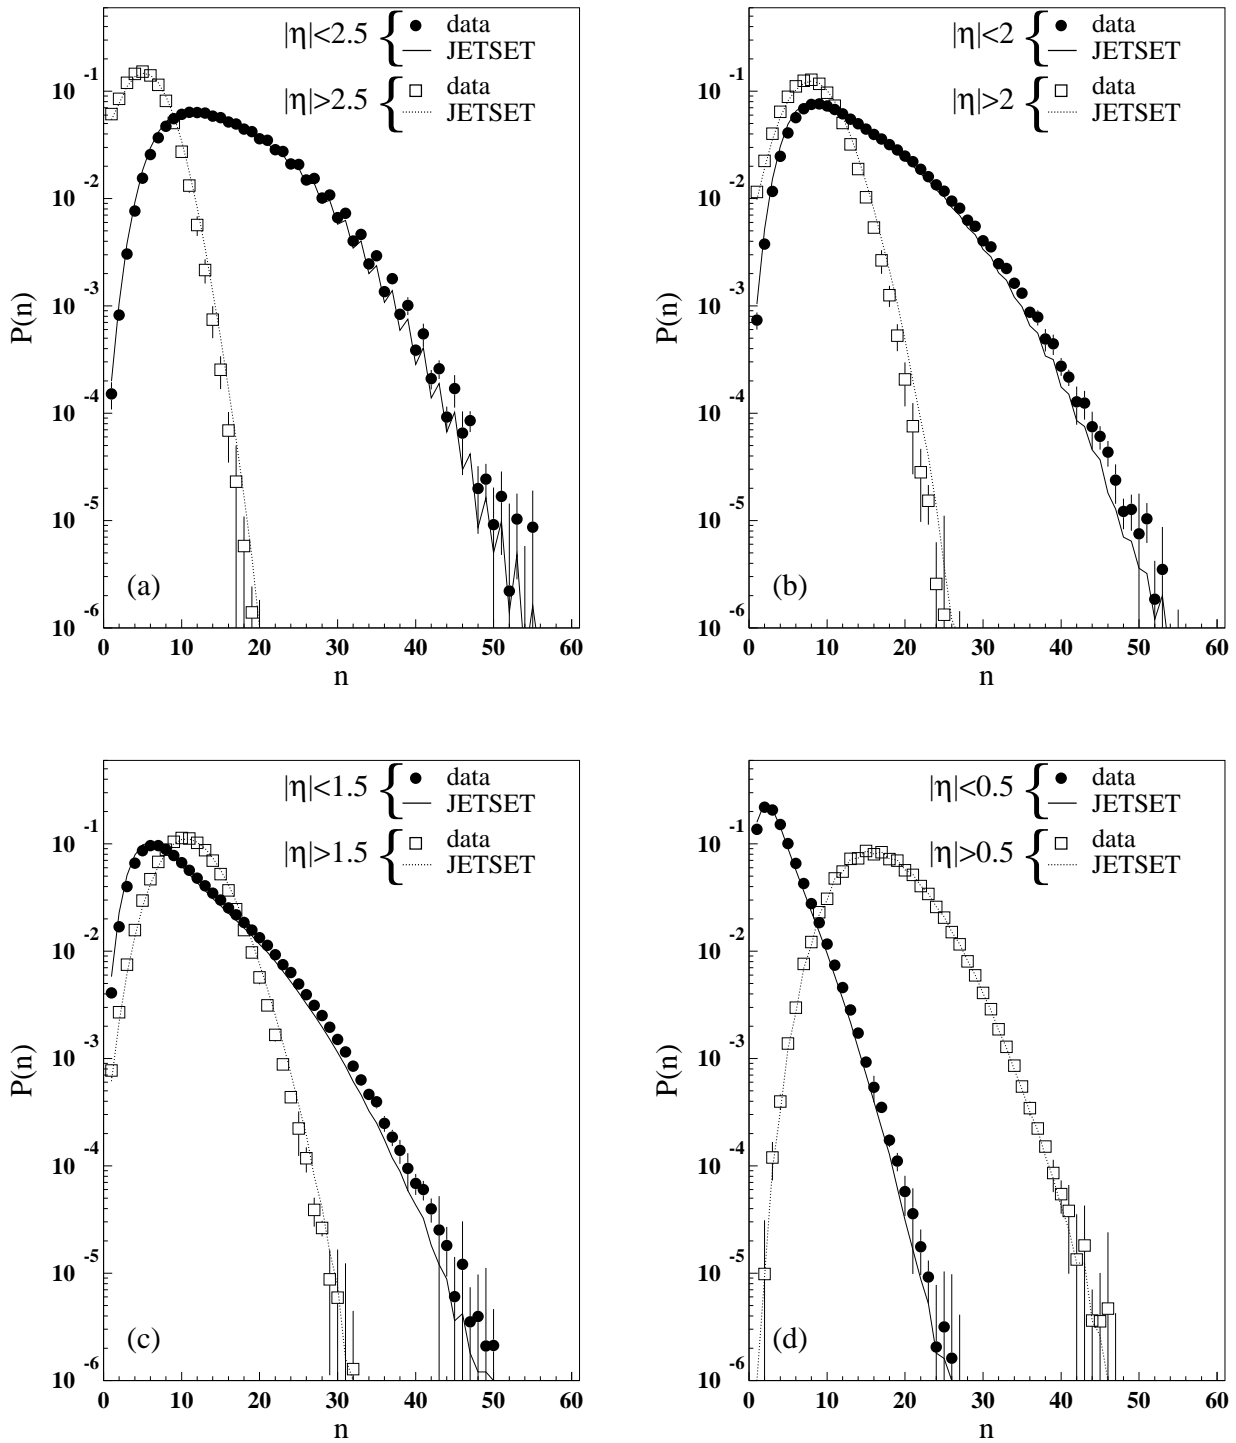 |η|<2.5 { data
JETSET
|η|>2.5 { data
JETSET
10 -1
10 -2
10 -3
10 -4
10 -5
10 -6
P(n)
(a)
0 10 20 30 40 50 60
n
|η|<2 { data
JETSET
|η|>2 { data
JETSET
10 -1
10 -2
10 -3
10 -4
10 -5
10 -6
P(n)
(b)
0 10 20 30 40 50 60
n
|η|<1.5 { data
JETSET
|η|>1.5 { data
JETSET
10 -1
10 -2
10 -3
10 -4
10 -5
10 -6
P(n)
(c)
0 10 20 30 40 50 60
n
|η|<0.5 { data
JETSET
|η|>0.5 { data
JETSET
10 -1
10 -2
10 -3
10 -4
10 -5
10 -6
P(n)
(d)
0 10 20 30 40 50 60
n